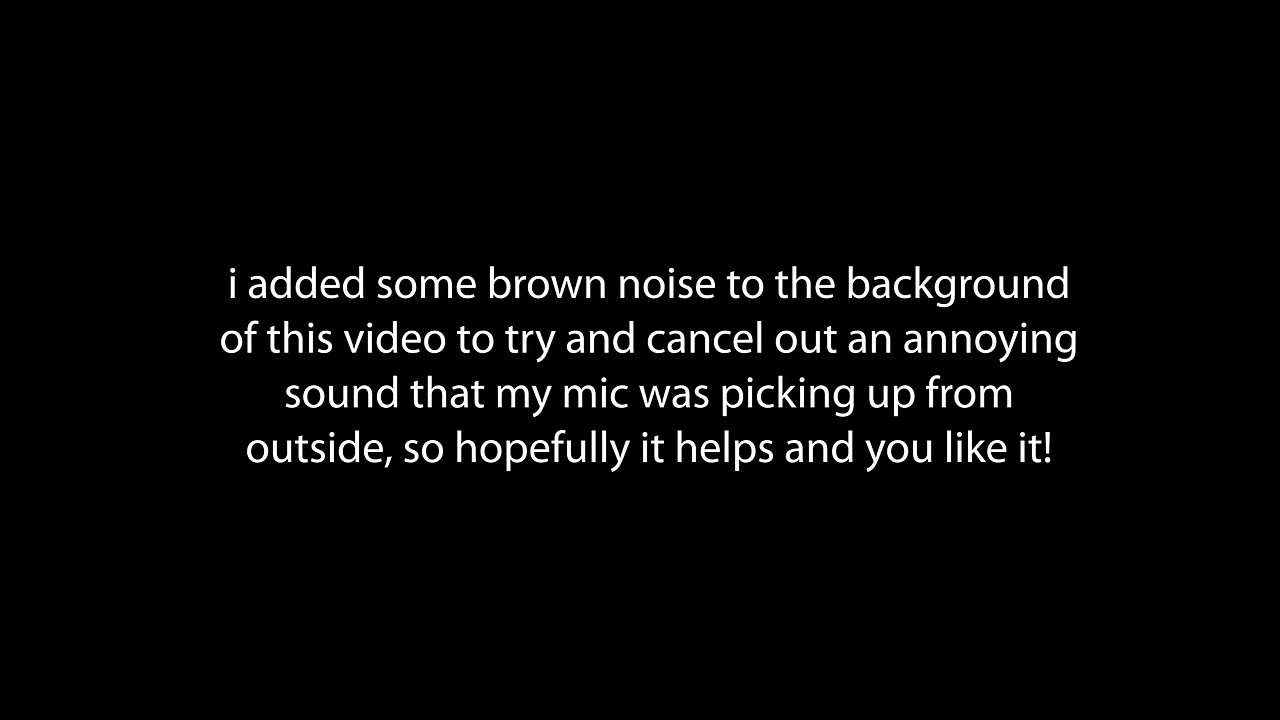 i added some brown noise to the background
of this video to try and cancel out an annoying
sound that my mic was picking up from
outside, so hopefully it helps and you like it!